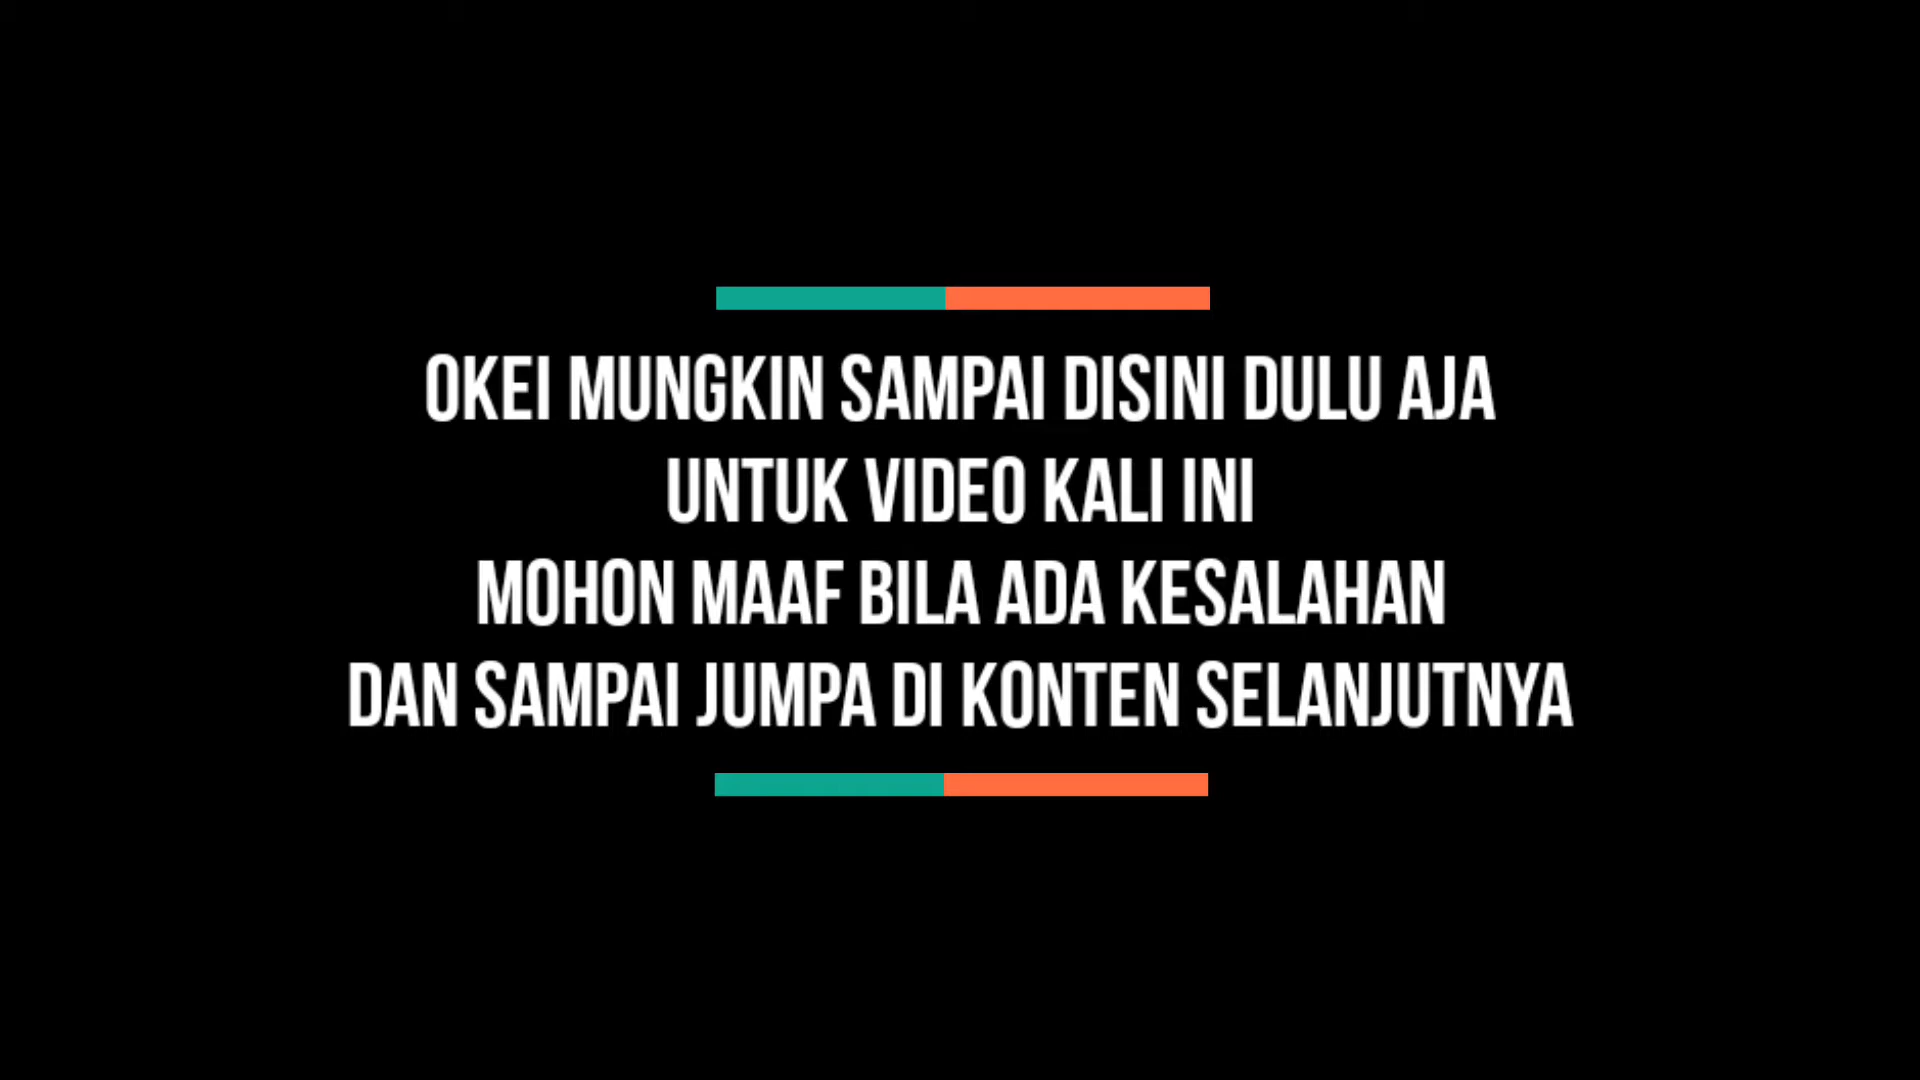 OKEI MUNGKIN SAMPAI DISINI DULU AJA
UNTUK VIDEO KALI INI
MOHON MAAF BILA ADA KESALAHAN
DAN SAMPAI JUMPA DI KONTEN SELANJUTNYA